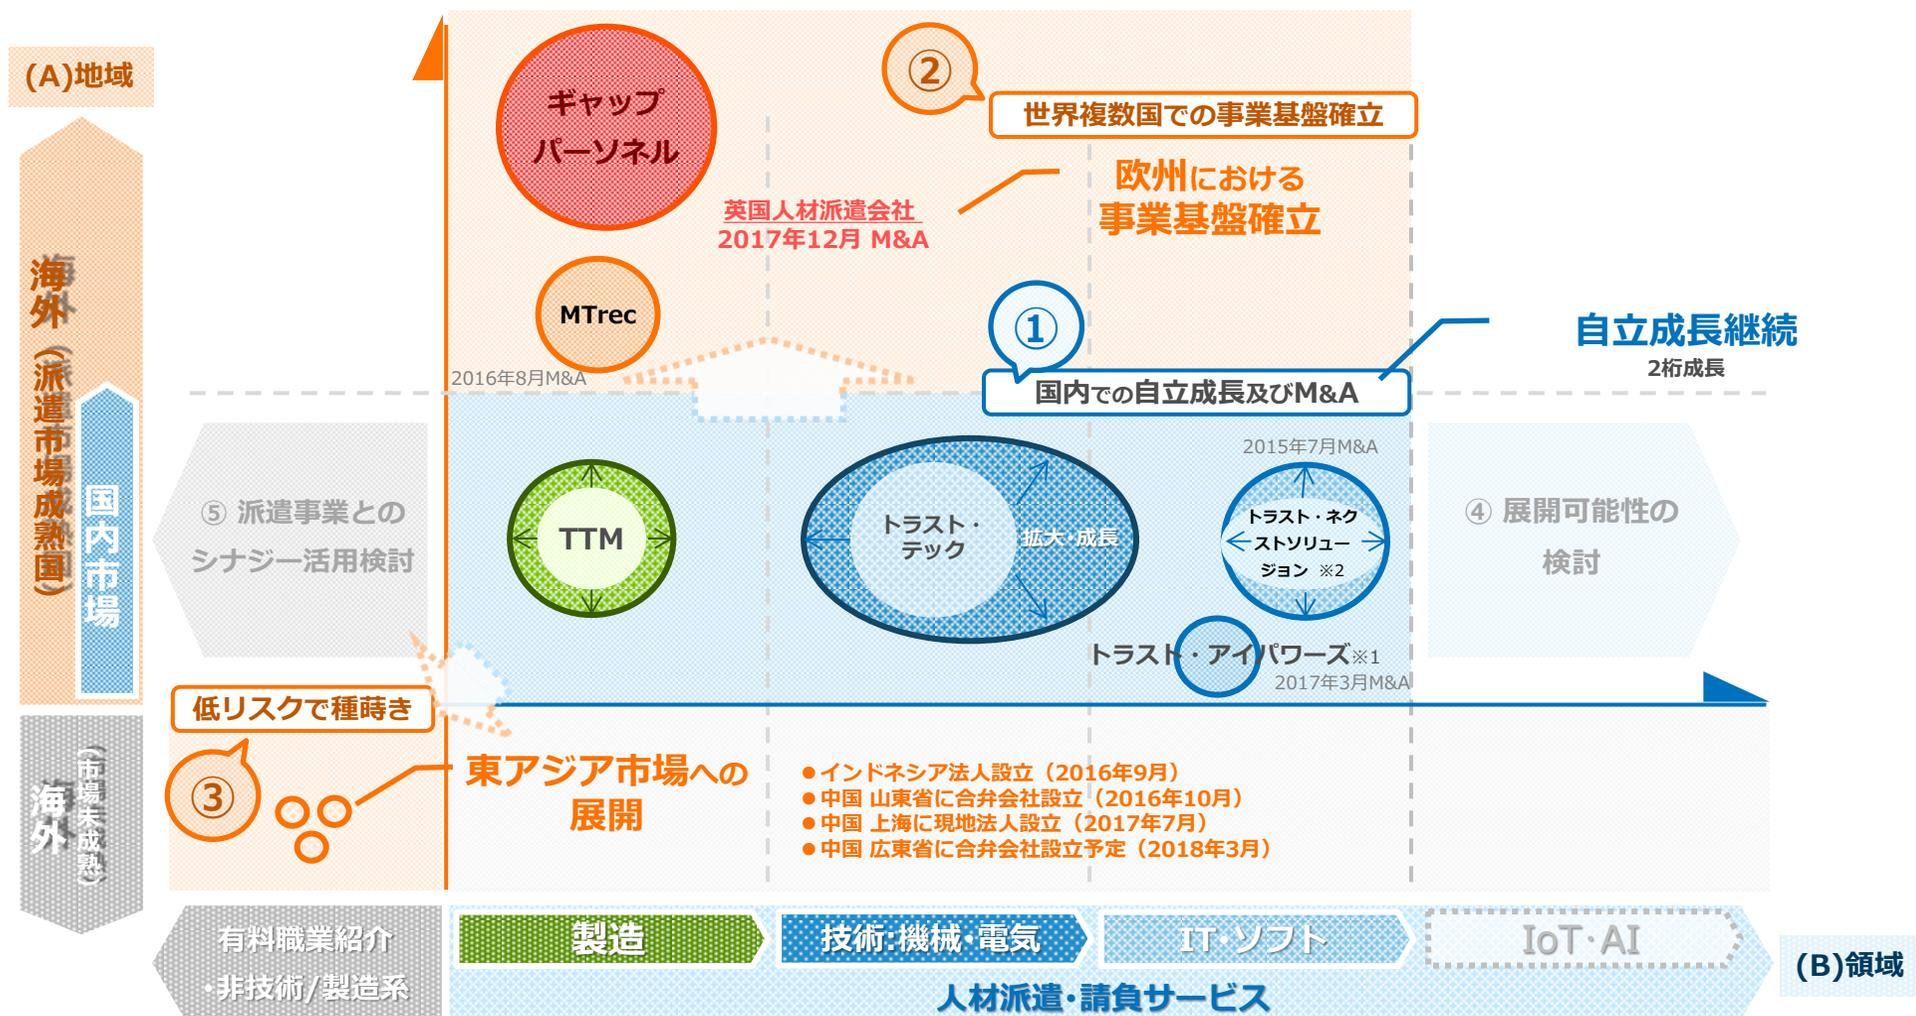 (A)地域
ギャップ
パーソネル
②
世界複数国での事業基盤確立
欧州における
事業基盤確立
英国人材派遣会社
2017年12月 M&A
MTrec
2016年8月M&A
①
国内での自立成長及びM&A
自立成長継続
2桁成長
海外（派遣市場成熟国）
国内市場
⑤ 派遣事業との
シナジー活用検討
TTM
トラスト・
テック
拡大・成長
2015年7月M&A
トラスト・ネク
ストソリュー
ジョン ※2
トラスト・アイパワーズ※1
2017年3月M&A
④ 展開可能性の
検討
低リスクで種蒔き
③
海外（市場未成熟）
東アジア市場への
展開
●インドネシア法人設立（2016年9月）
●中国 山東省に合弁会社設立（2016年10月）
●中国 上海に現地法人設立（2017年7月）
●中国 広東省に合弁会社設立予定（2018年3月）
有料職業紹介
・非技術/製造系
製造
技術:機械・電気
IT・ソフト
IoT・AI
人材派遣・請負サービス
(B)領域